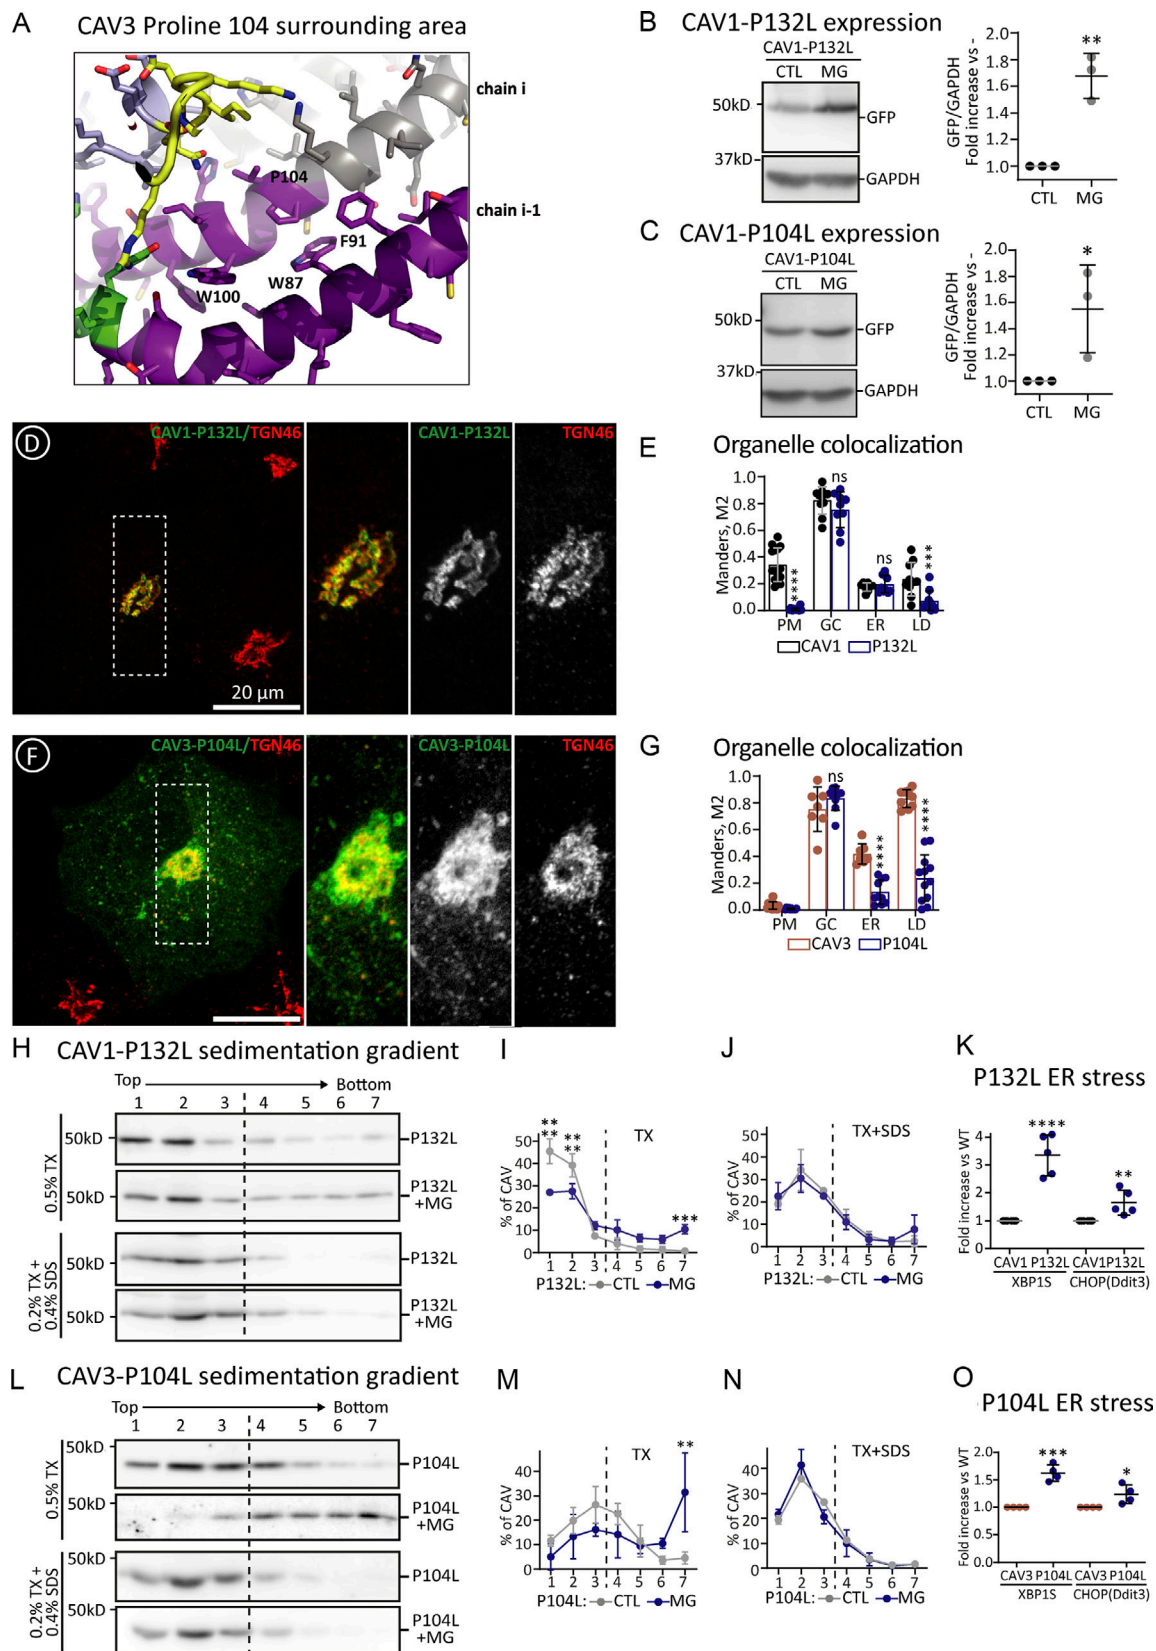 A
CAV3 Proline 104 surrounding area
chain i
P104
chain i-1
F91
W100
W87
B
CAV1-P132L expression
CAV1-P132L
CTL MG
50kD
GFP
37kD
GAPDH
GFP/GAPDH
Fold increase vs -
2.0
1.8
1.6
1.4
1.2
1.0
**
CTL MG
C
CAV1-P104L expression
CAV1-P104L
CTL MG
50kD
GFP
37kD
GAPDH
GFP/GAPDH
Fold increase vs -
2.0
1.8
1.6
1.4
1.2
1.0
*
CTL MG
D
CAV1-P132L/TGN46
CAV1-P132L
TGN46
20 µm
E
Organelle colocalization
Manders, M2
1.0
0.8
0.6
0.4
0.2
0.0
****
ns
ns
***
PM GC ER LD
CAV1 P132L
F
CAV3-P104L/TGN46
CAV3-P104L
TGN46
G
Organelle colocalization
Manders, M2
1.0
0.8
0.6
0.4
0.2
0.0
ns
****
****
PM GC ER LD
CAV3 P104L
H
CAV1-P132L sedimentation gradient
Top Bottom
1 2 3 4 5 6 7
0.5% TX
50kD
P132L
50kD
P132L
+MG
0.2% TX +
0.4% SDS
P132L
50kD
P132L
+MG
I
TX
% of CAV
50
40
30
20
10
0
**
**
**
**
***
1 2 3 4 5 6 7
P132L: CTL MG
J
TX+SDS
% of CAV
50
40
30
20
10
0
1 2 3 4 5 6 7
P132L: CTL MG
K
P132L ER stress
Fold increase vs WT
4
3
2
1
0
****
**
CAV1 P132L CAV1P132L
XBP1S CHOP(Ddit3)
L
CAV3-P104L sedimentation gradient
Top Bottom
1 2 3 4 5 6 7
0.5% TX
50kD
P104L
50kD
P104L
+MG
0.2% TX +
0.4% SDS
50kD
P104L
50kD
P104L
+MG
M
TX
% of CAV
40
30
20
10
0
**
1 2 3 4 5 6 7
P104L: CTL MG
N
TX+SDS
% of CAV
40
30
20
10
0
1 2 3 4 5 6 7
P104L: CTL MG
O
P104L ER stress
Fold increase vs WT
2.0
1.5
1.0
0.5
0.0
***
*
CAV3 P104L CAV3 P104L
XBP1S CHOP(Ddit3)